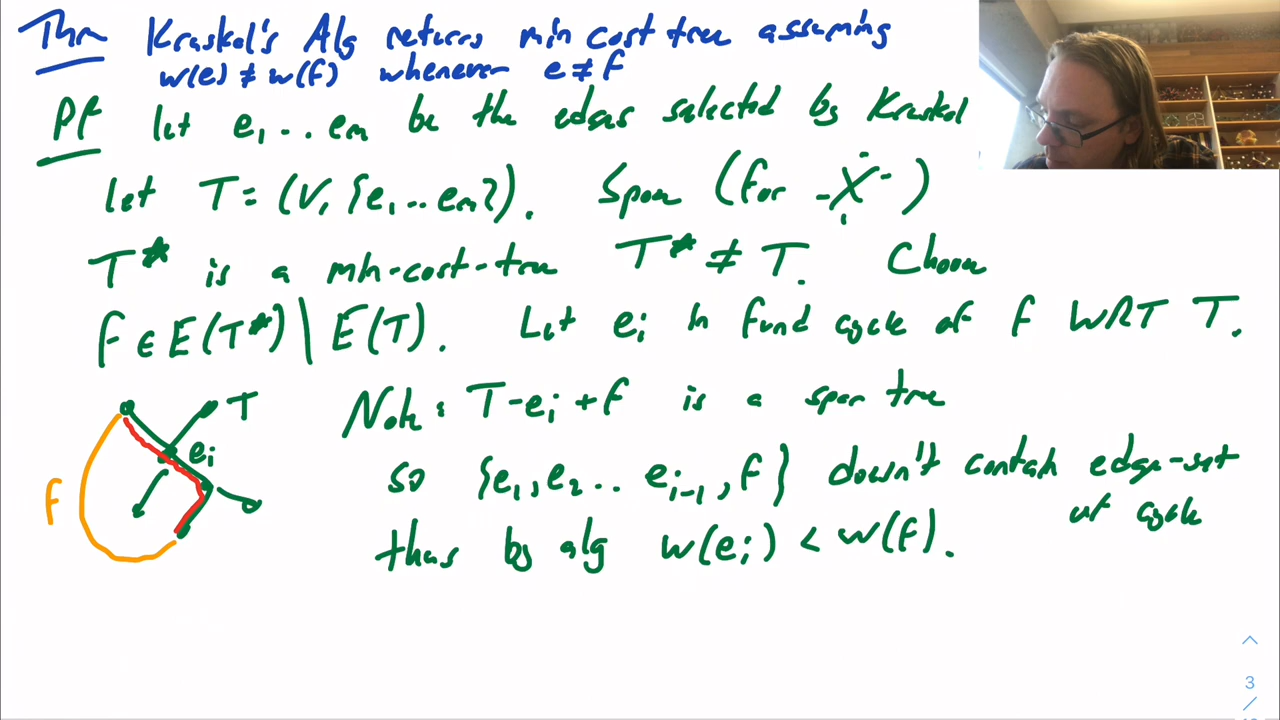 Thm Kruskal's Alg returns min cost tree assuming
w(e) ≠ w(f) whenever e ≠ f
Pf let e1 .. em be the edges selected by Kruskal
let T = (V, {e1 .. em}). Spose (for -X- )
T* is a min-cost-tree T* ≠ T. Choose
f ∈ E(T*) \ E(T). Let ei in fund cycle of f WRT T.
T
ei
f
Note: T - ei + f is a span tree
so {e1, e2 .. ei-1, f} doesn't contain edge-set
of cycle
thus by alg w(ei) < w(f).
3
/